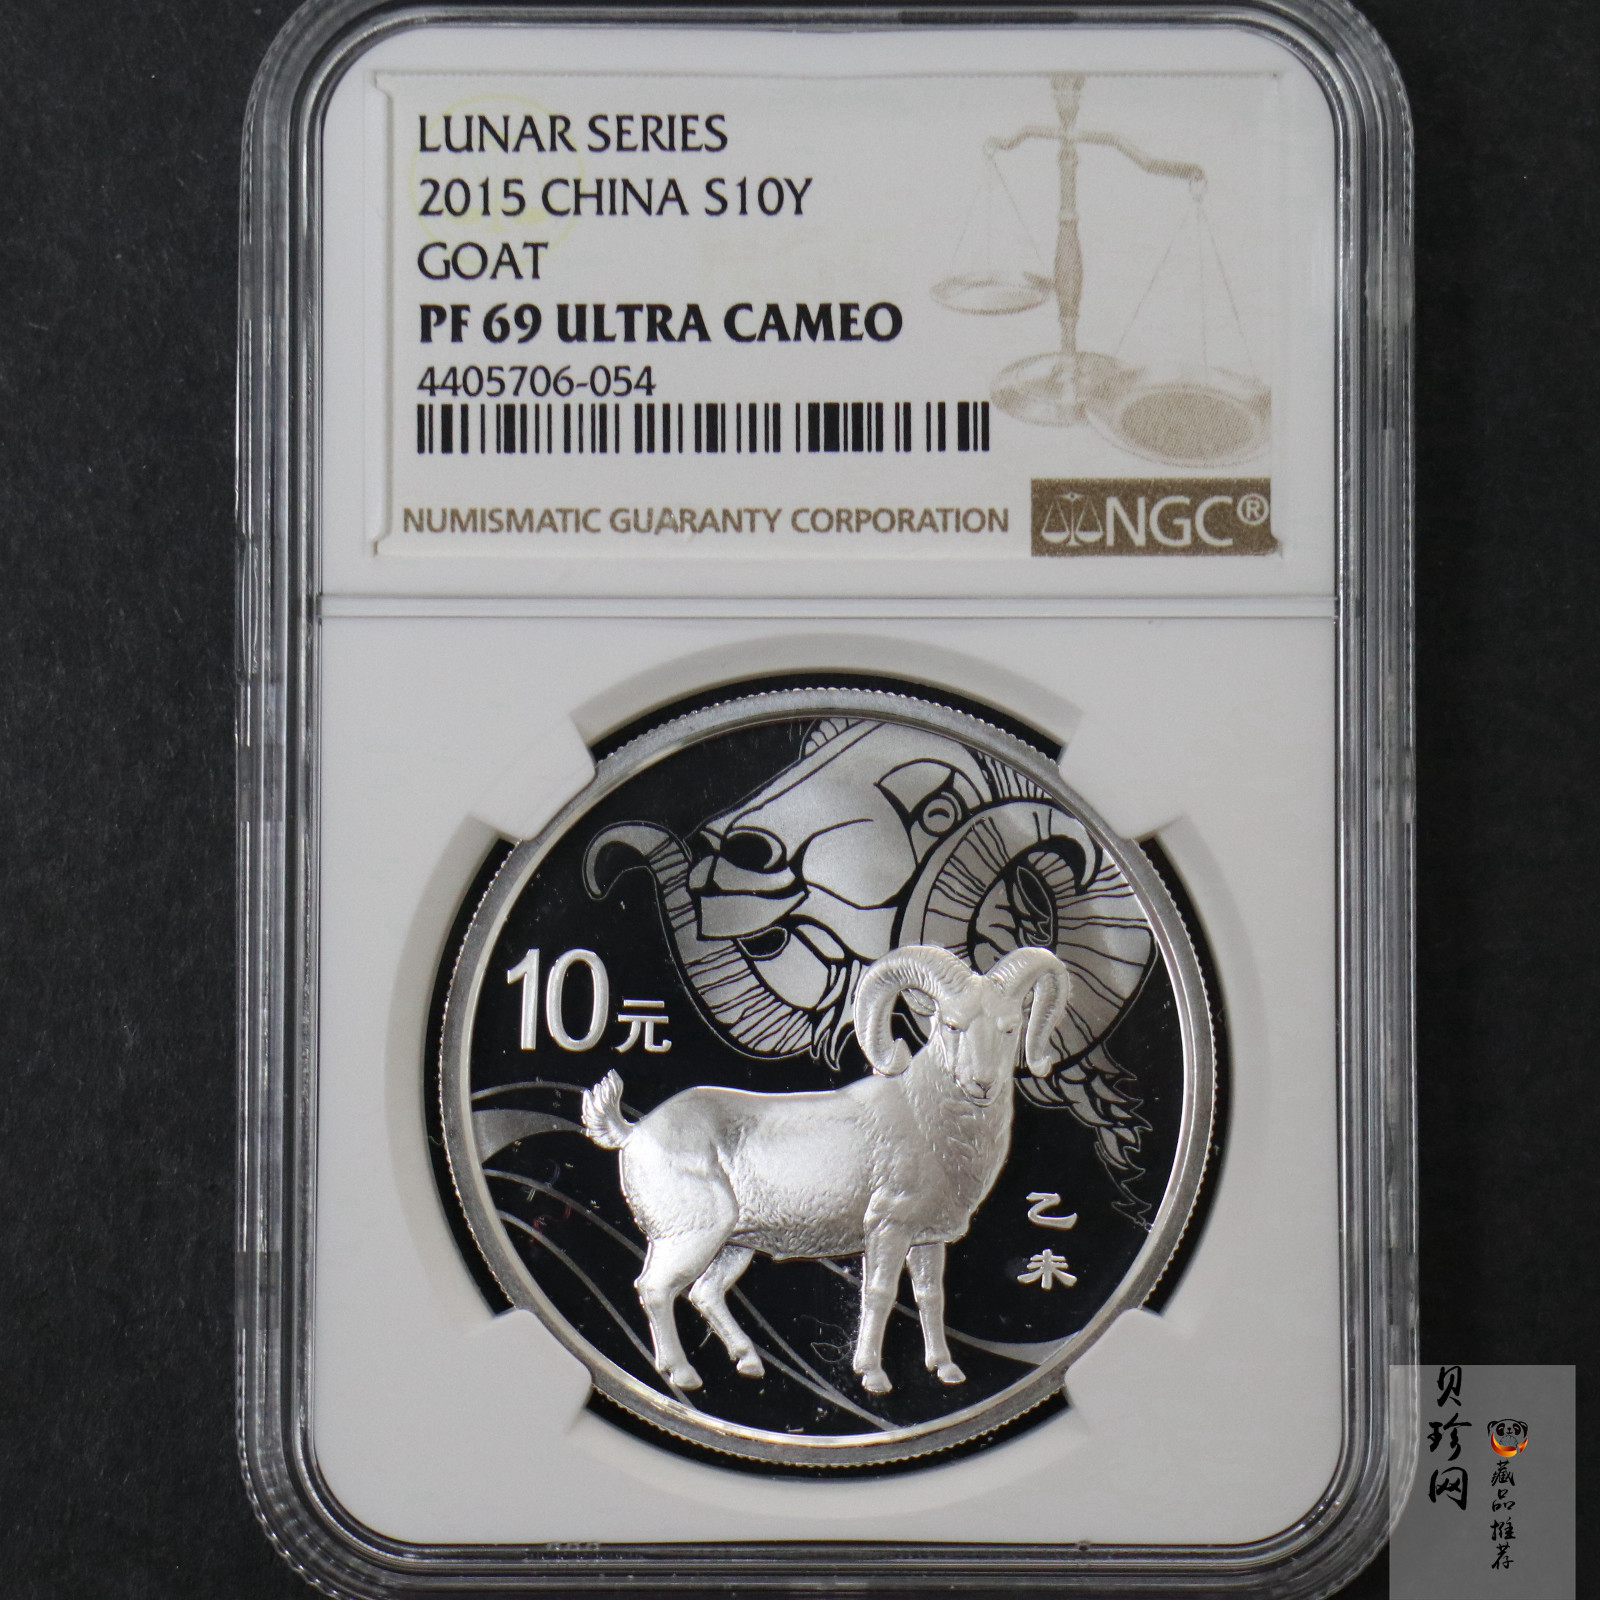 LUNAR SERIES
2015 CHINA S10Y
GOAT
PF 69 ULTRA CAMEO
4405706-054
NUMISMATIC GUARANTY CORPORATION
NGC®
10元
乙
未
贝珍网
藏品推荐